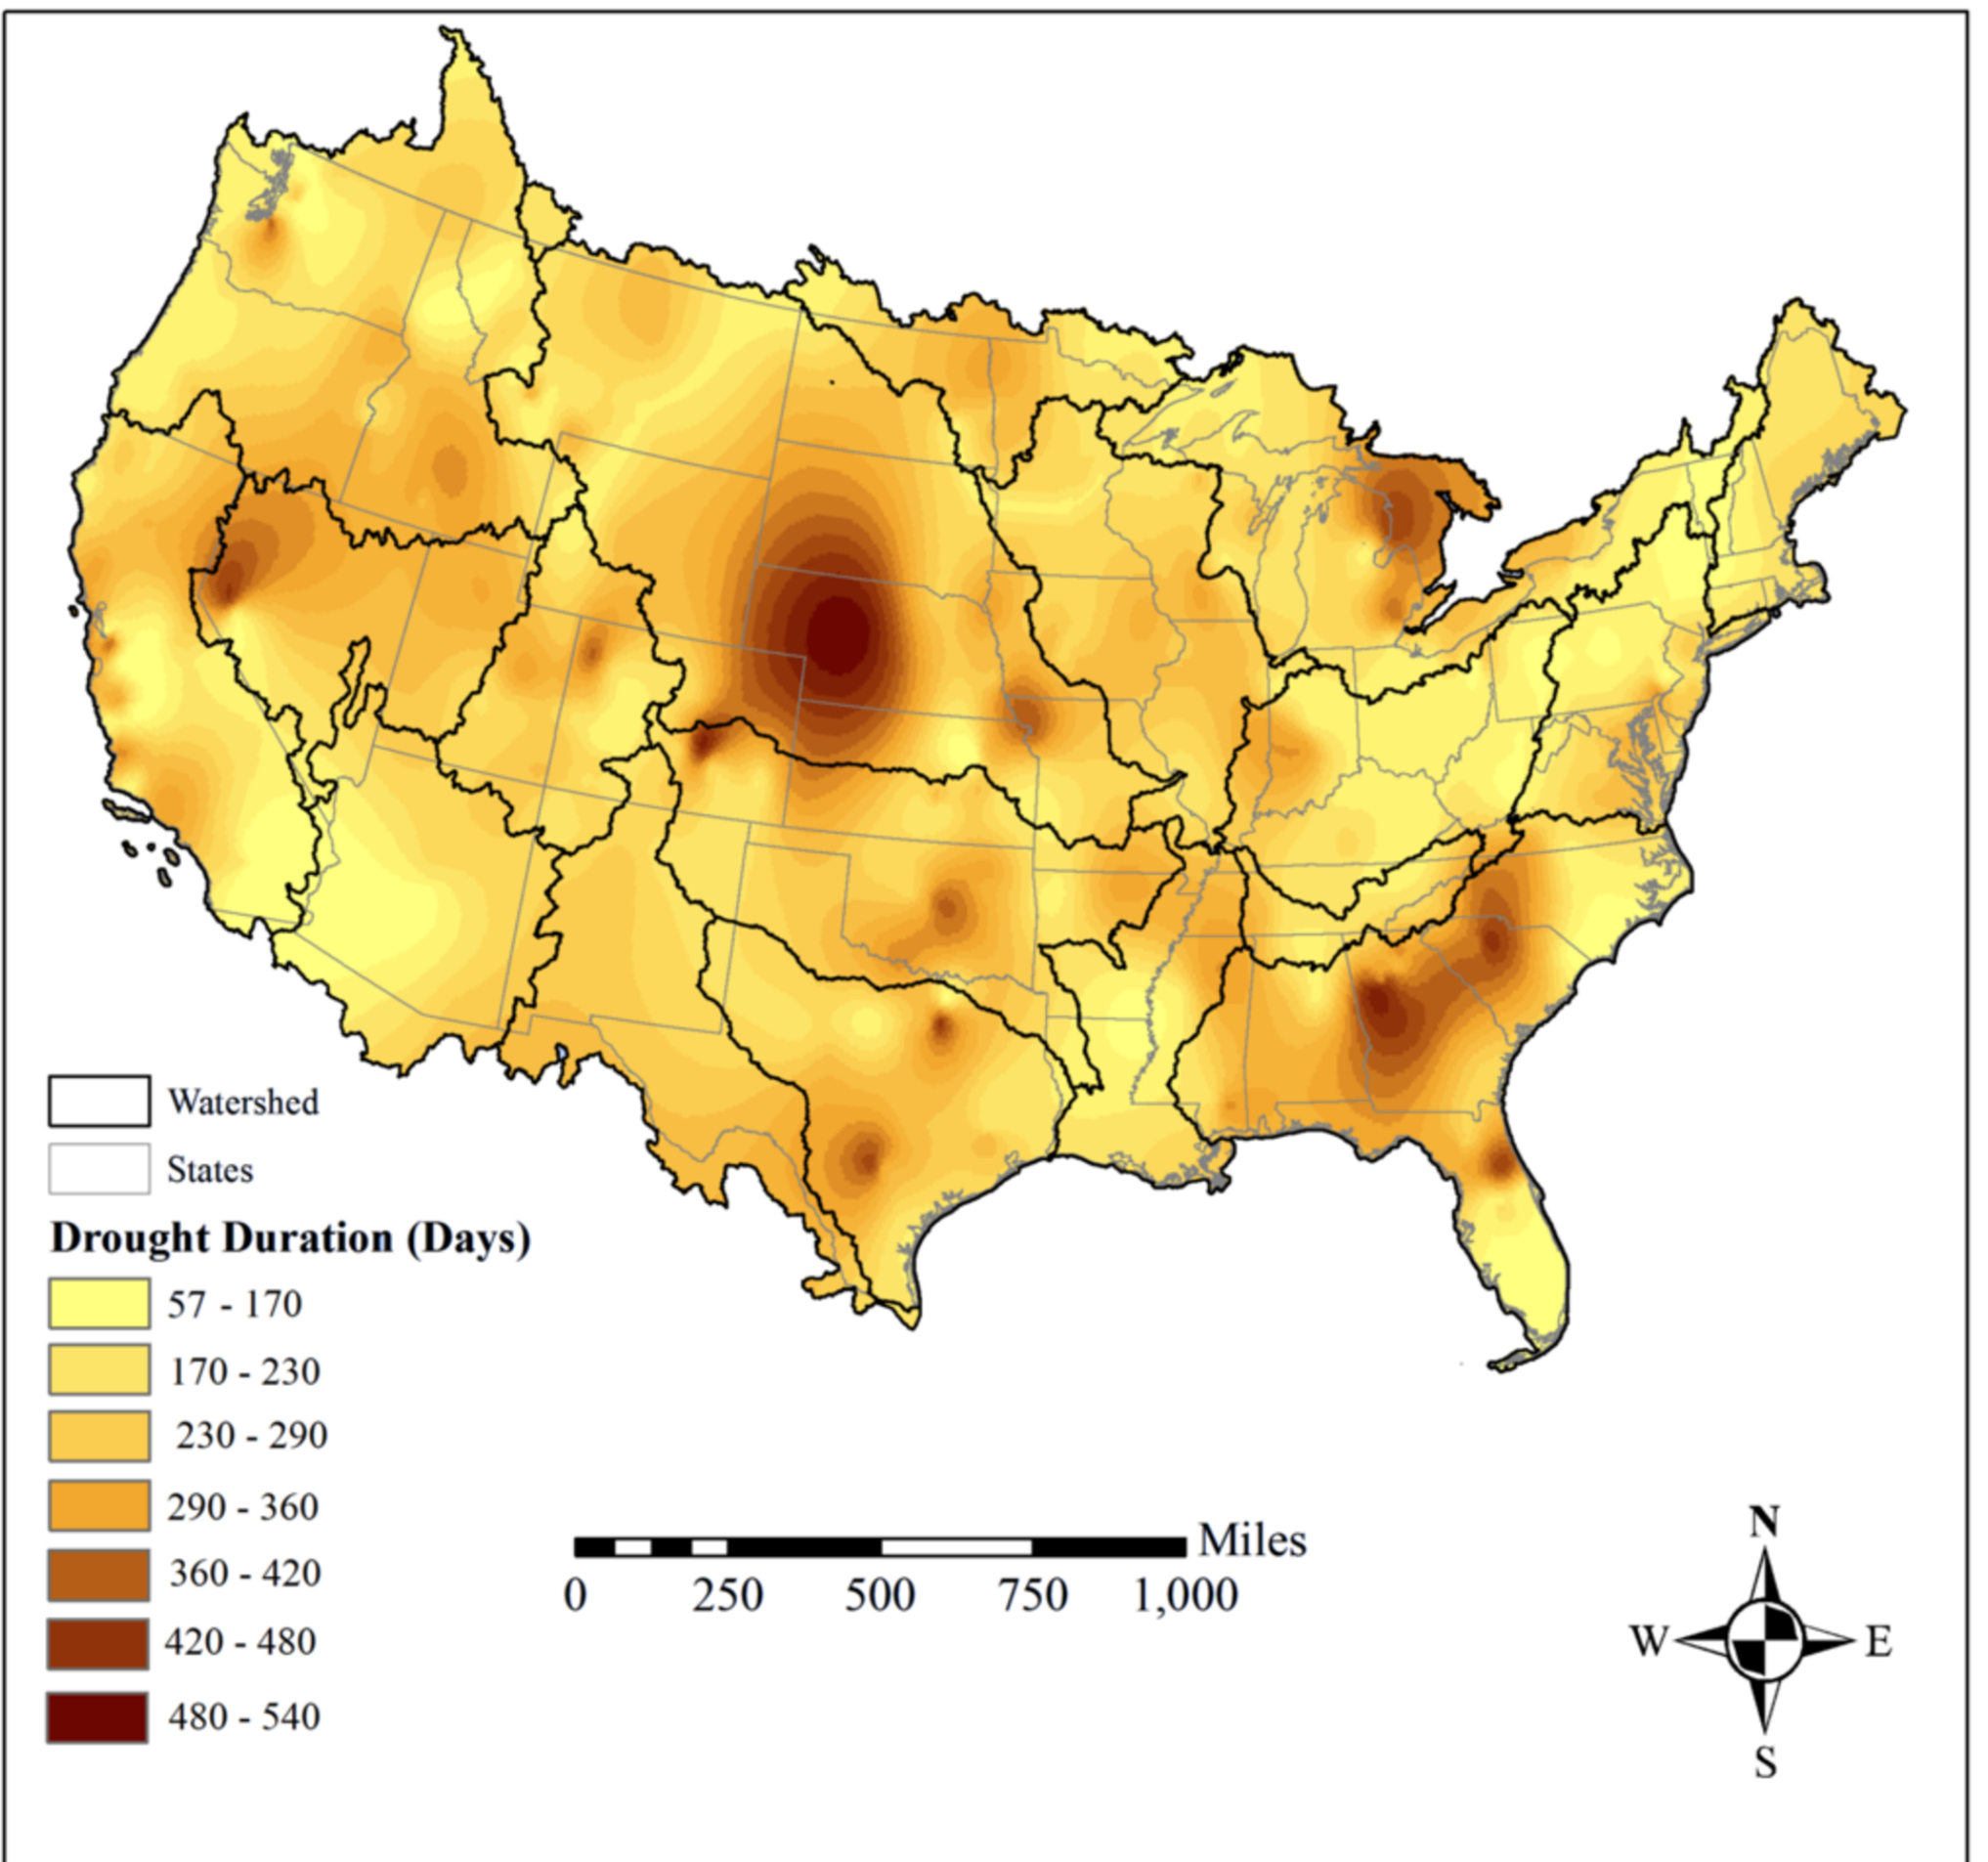 Watershed
States
Drought Duration (Days)
57 - 170
170 - 230
230 - 290
290 - 360
360 - 420
420 - 480
480 - 540
Miles
0 250 500 750 1,000
N
W E
S